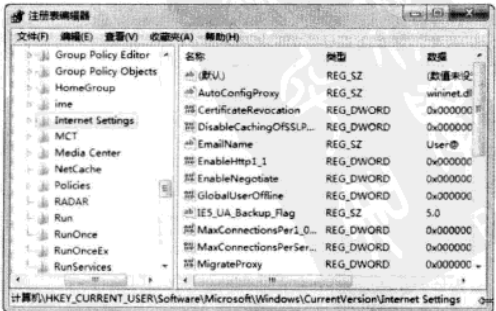 注册表编辑器
文件(F) 编辑(E) 查看(V) 收藏夹(A) 帮助(H)
Group Policy Editor
Group Policy Objects
HomeGroup
ime
Internet Settings
MCT
Media Center
NetCache
Policies
RADAR
Run
RunOnce
RunOnceEx
RunServices
名称 类型 数据
(默认) REG_SZ (数值未设
AutoConfigProxy REG_SZ wininet.dl
CertificateRevocation REG_DWORD 0x000000
DisableCachingOfSSLP... REG_DWORD 0x000000
EmailName REG_SZ User@
EnableHttp1_1 REG_DWORD 0x000000
EnableNegotiate REG_DWORD 0x000000
GlobalUserOffline REG_DWORD 0x000000
IE5_UA_Backup_Flag REG_SZ 5.0
MaxConnectionsPer1_0... REG_DWORD 0x000000
MaxConnectionsPerSer... REG_DWORD 0x000000
MigrateProxy REG_DWORD 0x000000
计算机\HKEY_CURRENT_USER\Software\Microsoft\Windows\CurrentVersion\Internet Settings